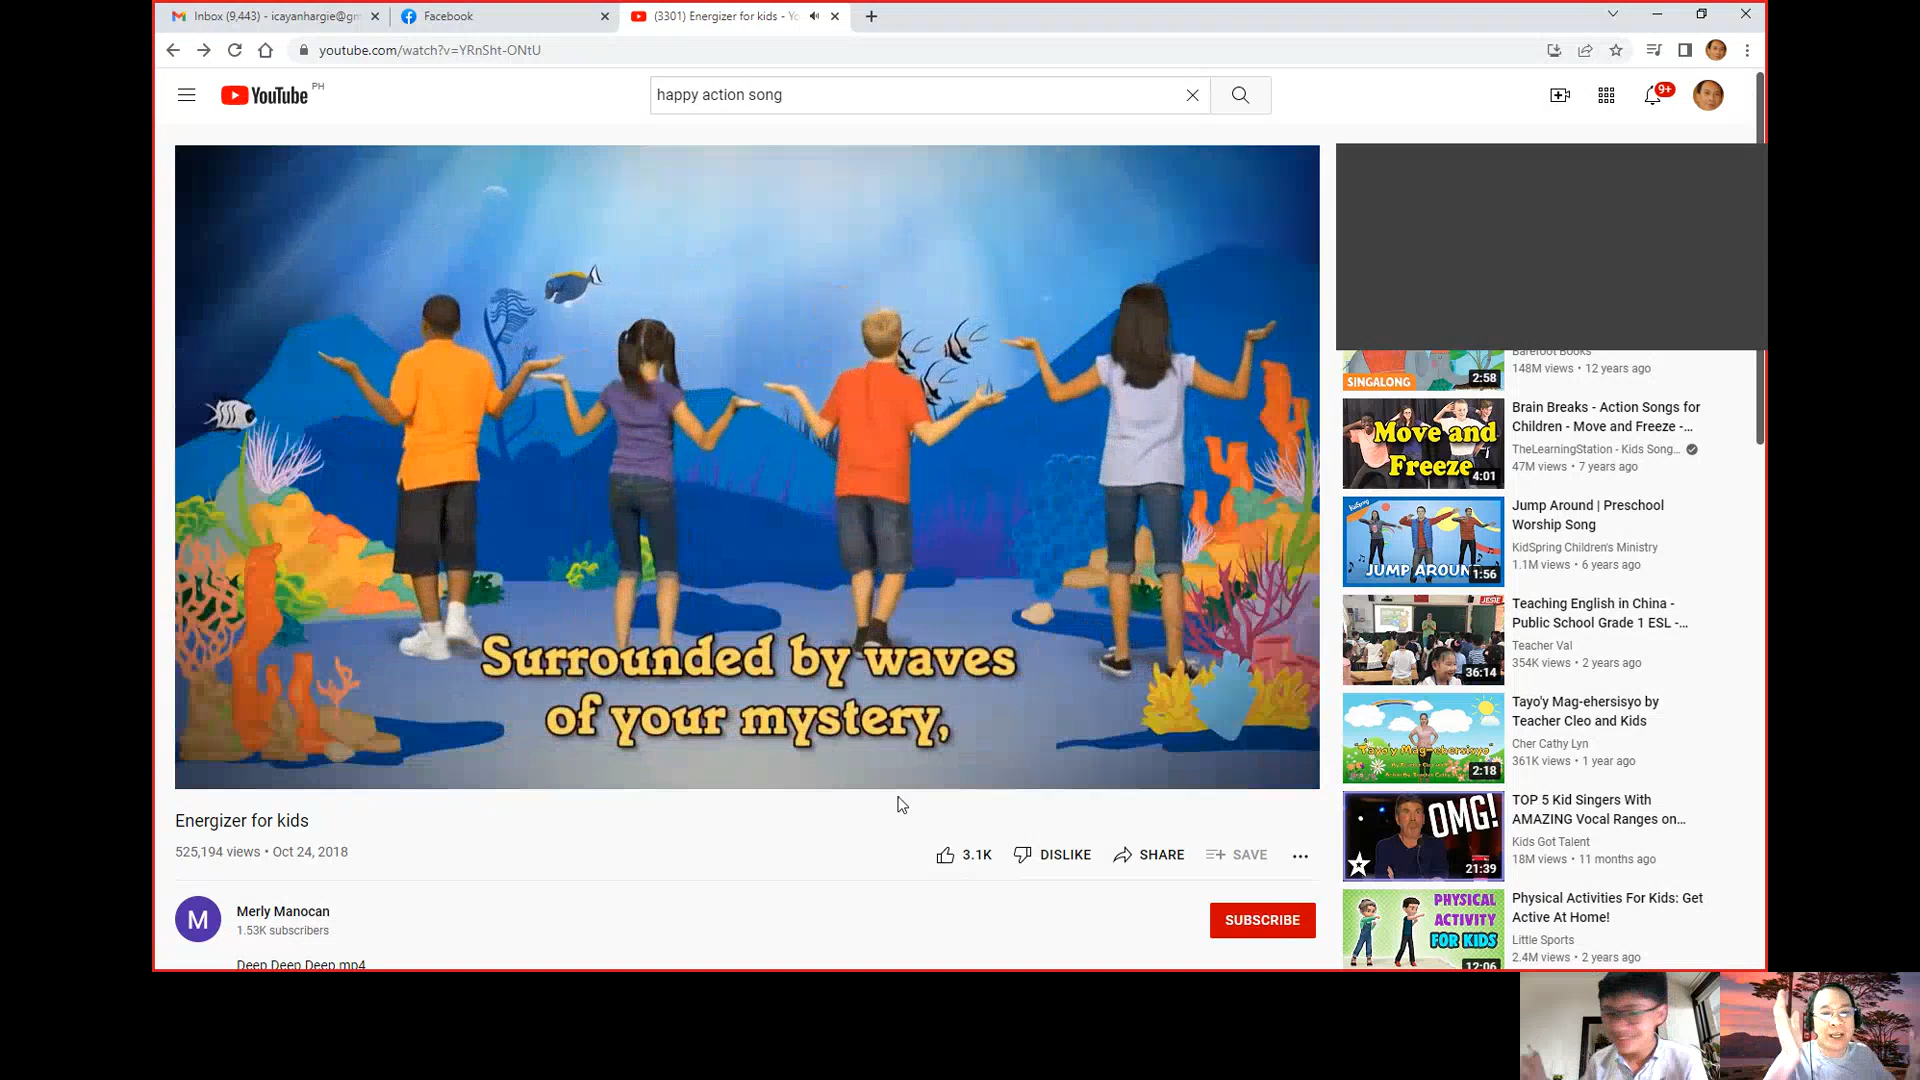 Inbox (9,443) - icayanhargie@gm
Facebook
(3301) Energizer for kids - Yo
youtube.com/watch?v=YRnSht-ONtU
YouTube PH
happy action song
9+
Surrounded by waves
of your mystery,
Energizer for kids
525,194 views • Oct 24, 2018
3.1K
DISLIKE
SHARE
SAVE
M
Merly Manocan
1.53K subscribers
SUBSCRIBE
Deep Deep Deep.mp4
SINGALONG
2:58
Barefoot Books
148M views • 12 years ago
Move and
Freeze
4:01
Brain Breaks - Action Songs for
Children - Move and Freeze -...
TheLearningStation - Kids Song...
47M views • 7 years ago
KidSpring
JUMP AROUN
1:56
Jump Around | Preschool
Worship Song
KidSpring Children's Ministry
1.1M views • 6 years ago
36:14
Teaching English in China -
Public School Grade 1 ESL -...
Teacher Val
354K views • 2 years ago
"Tayo'y Mag-ehersisyo"
2:18
Tayo'y Mag-ehersisyo by
Teacher Cleo and Kids
Cher Cathy Lyn
361K views • 1 year ago
OMG!
21:39
TOP 5 Kid Singers With
AMAZING Vocal Ranges on...
Kids Got Talent
18M views • 11 months ago
PHYSICAL
ACTIVITY
FOR KIDS
12:06
Physical Activities For Kids: Get
Active At Home!
Little Sports
2.4M views • 2 years ago